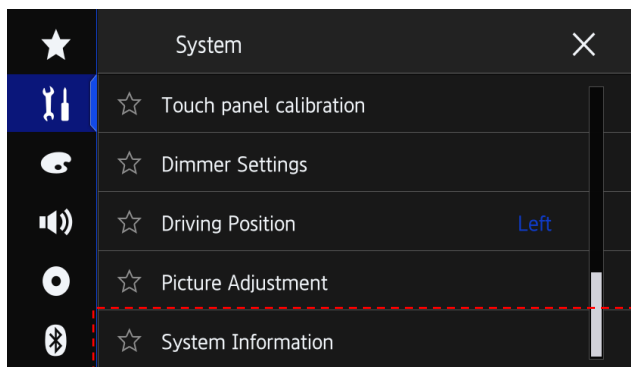 System
Touch panel calibration
Dimmer Settings
Driving Position Left
Picture Adjustment
System Information